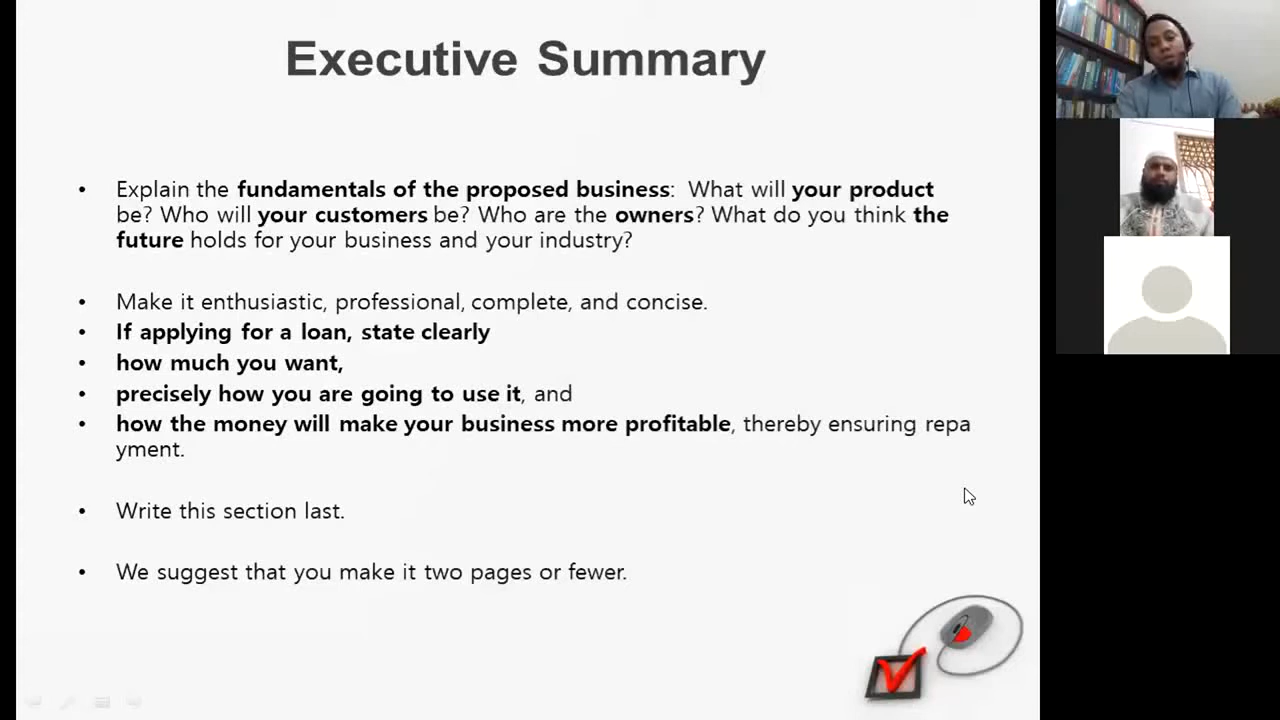 Executive Summary
• Explain the fundamentals of the proposed business:  What will your product
be? Who will your customers be? Who are the owners? What do you think the
future holds for your business and your industry?
• Make it enthusiastic, professional, complete, and concise.
• If applying for a loan, state clearly
• how much you want,
• precisely how you are going to use it, and
• how the money will make your business more profitable, thereby ensuring repa
yment.
• Write this section last.
• We suggest that you make it two pages or fewer.